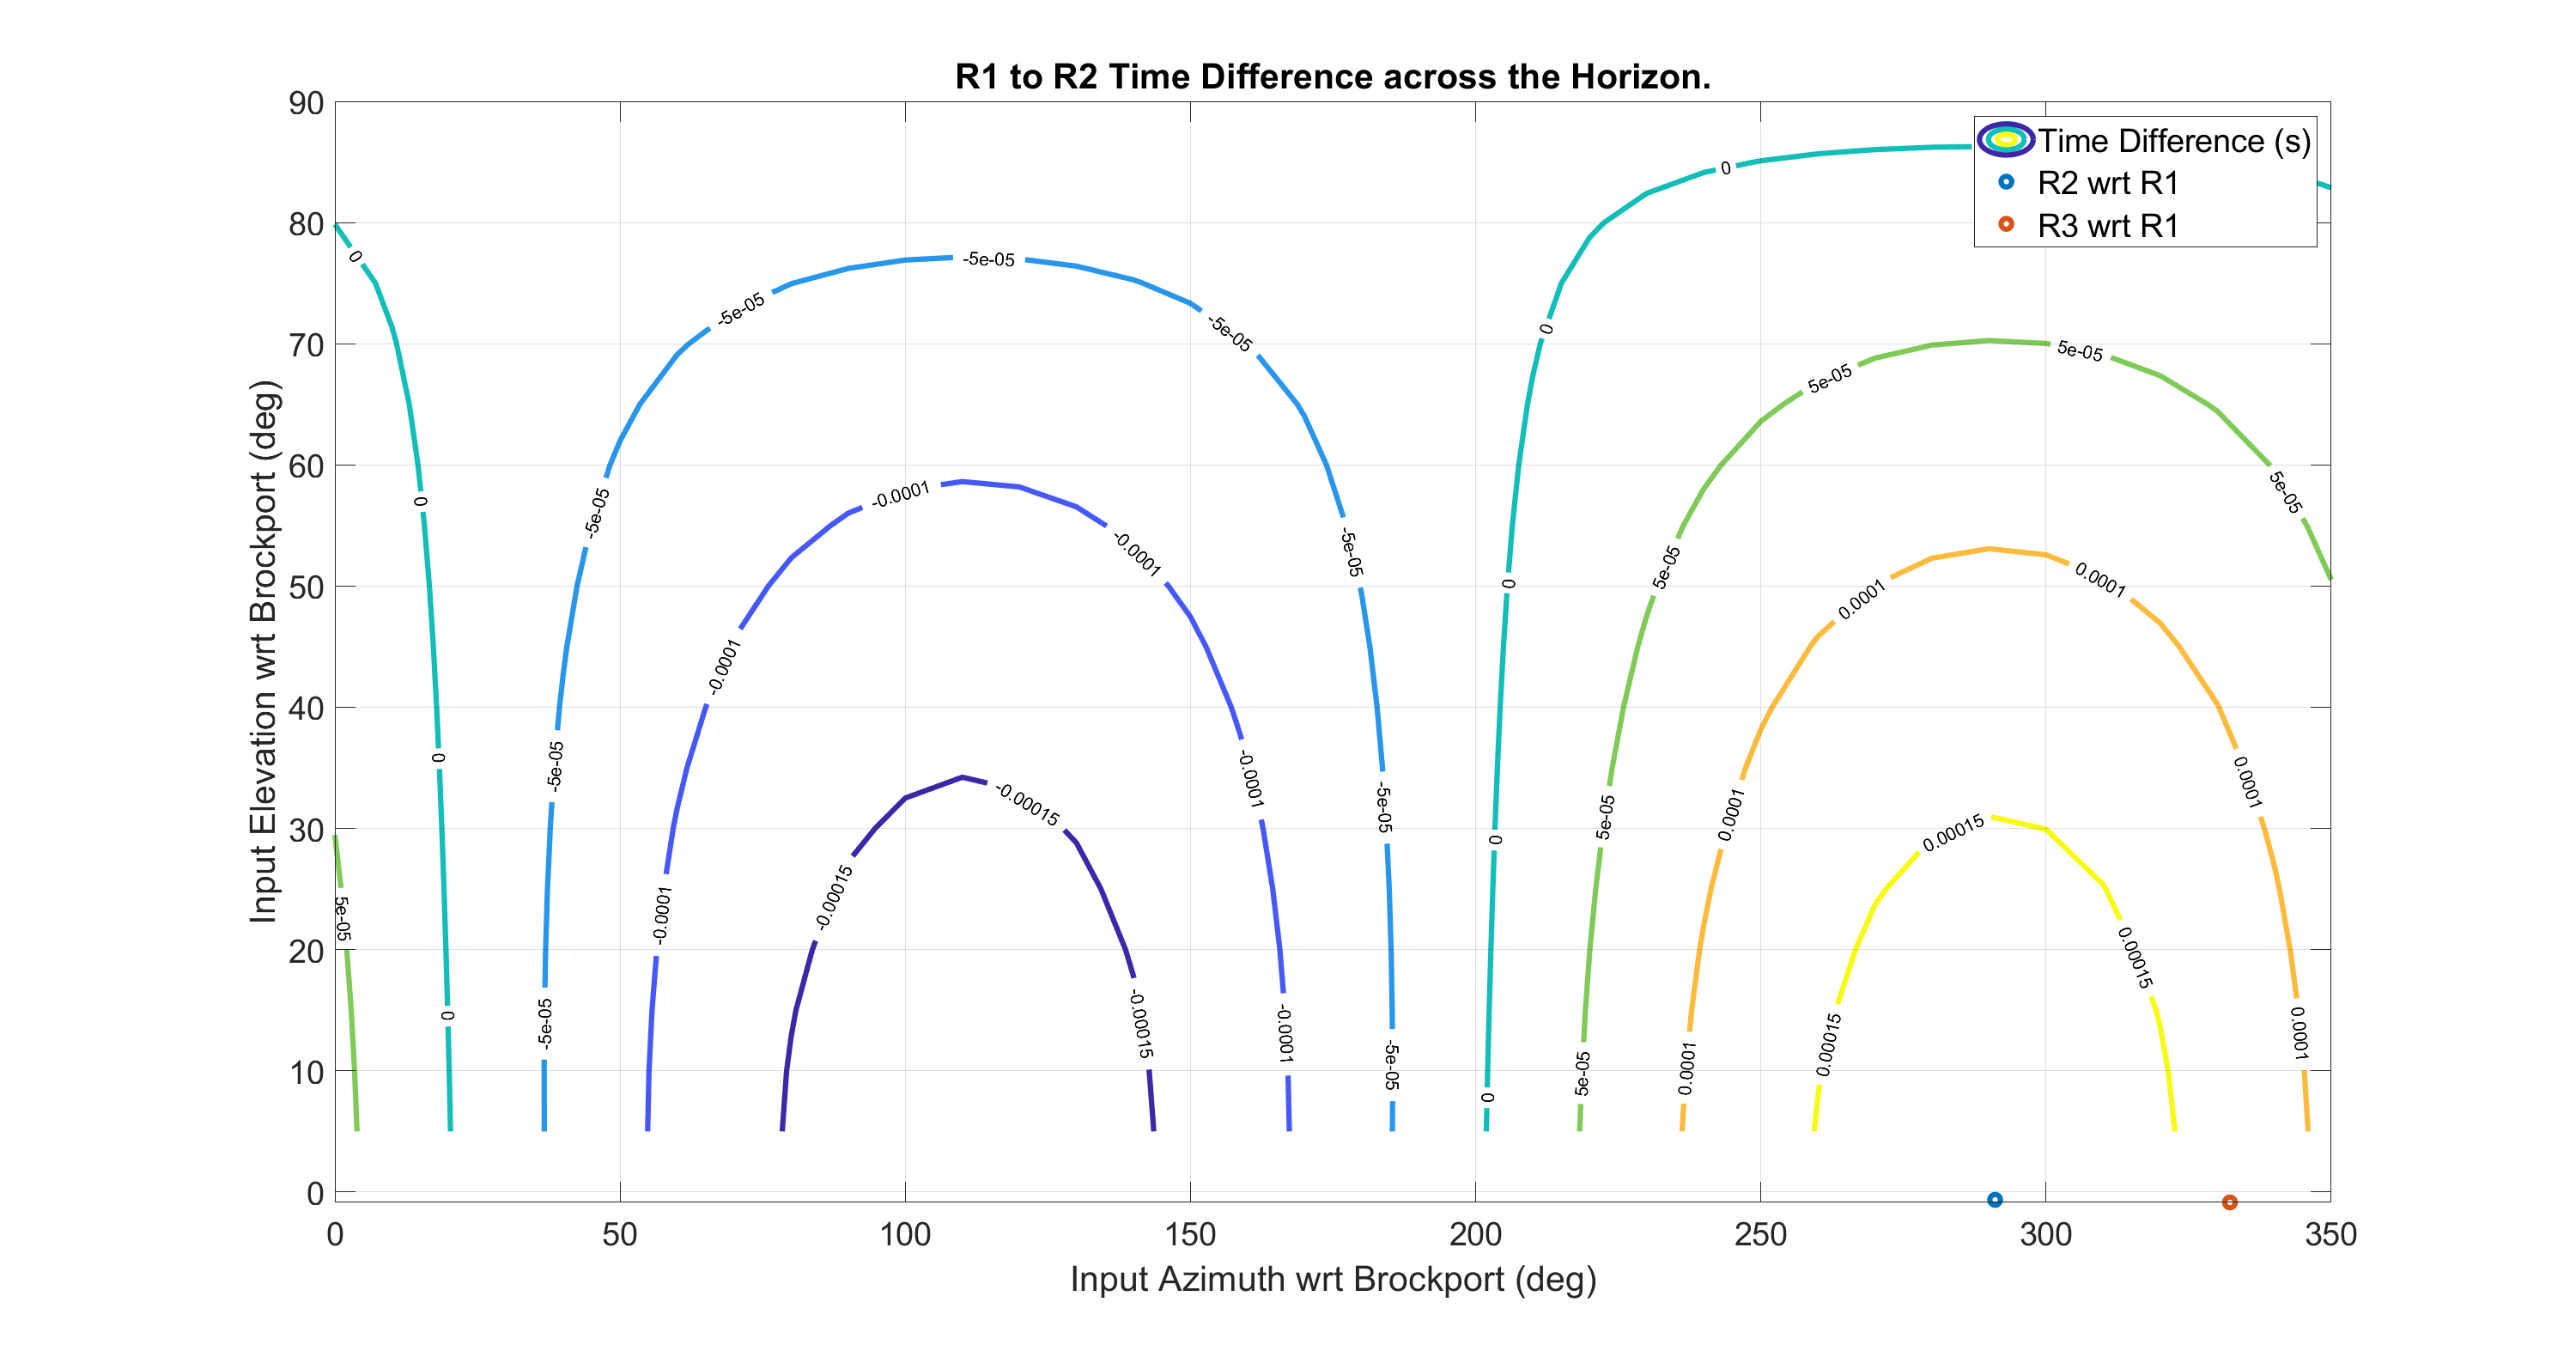 R1 to R2 Time Difference across the Horizon.
Time Difference (s)
R2 wrt R1
R3 wrt R1
Input Elevation wrt Brockport (deg)
90
80
70
60
50
40
30
20
10
0
0
0
0
0
5e-05
-5e-05
-5e-05
-5e-05
-5e-05
-5e-05
-5e-05
-5e-05
-5e-05
-5e-05
-0.0001
-0.0001
-0.0001
-0.0001
-0.0001
-0.0001
-0.00015
-0.00015
-0.00015
0
0
0
0
0
5e-05
5e-05
5e-05
5e-05
5e-05
5e-05
0.0001
0.0001
0.0001
0.0001
0.0001
0.0001
0.00015
0.00015
0.00015
0 50 100 150 200 250 300 350
Input Azimuth wrt Brockport (deg)